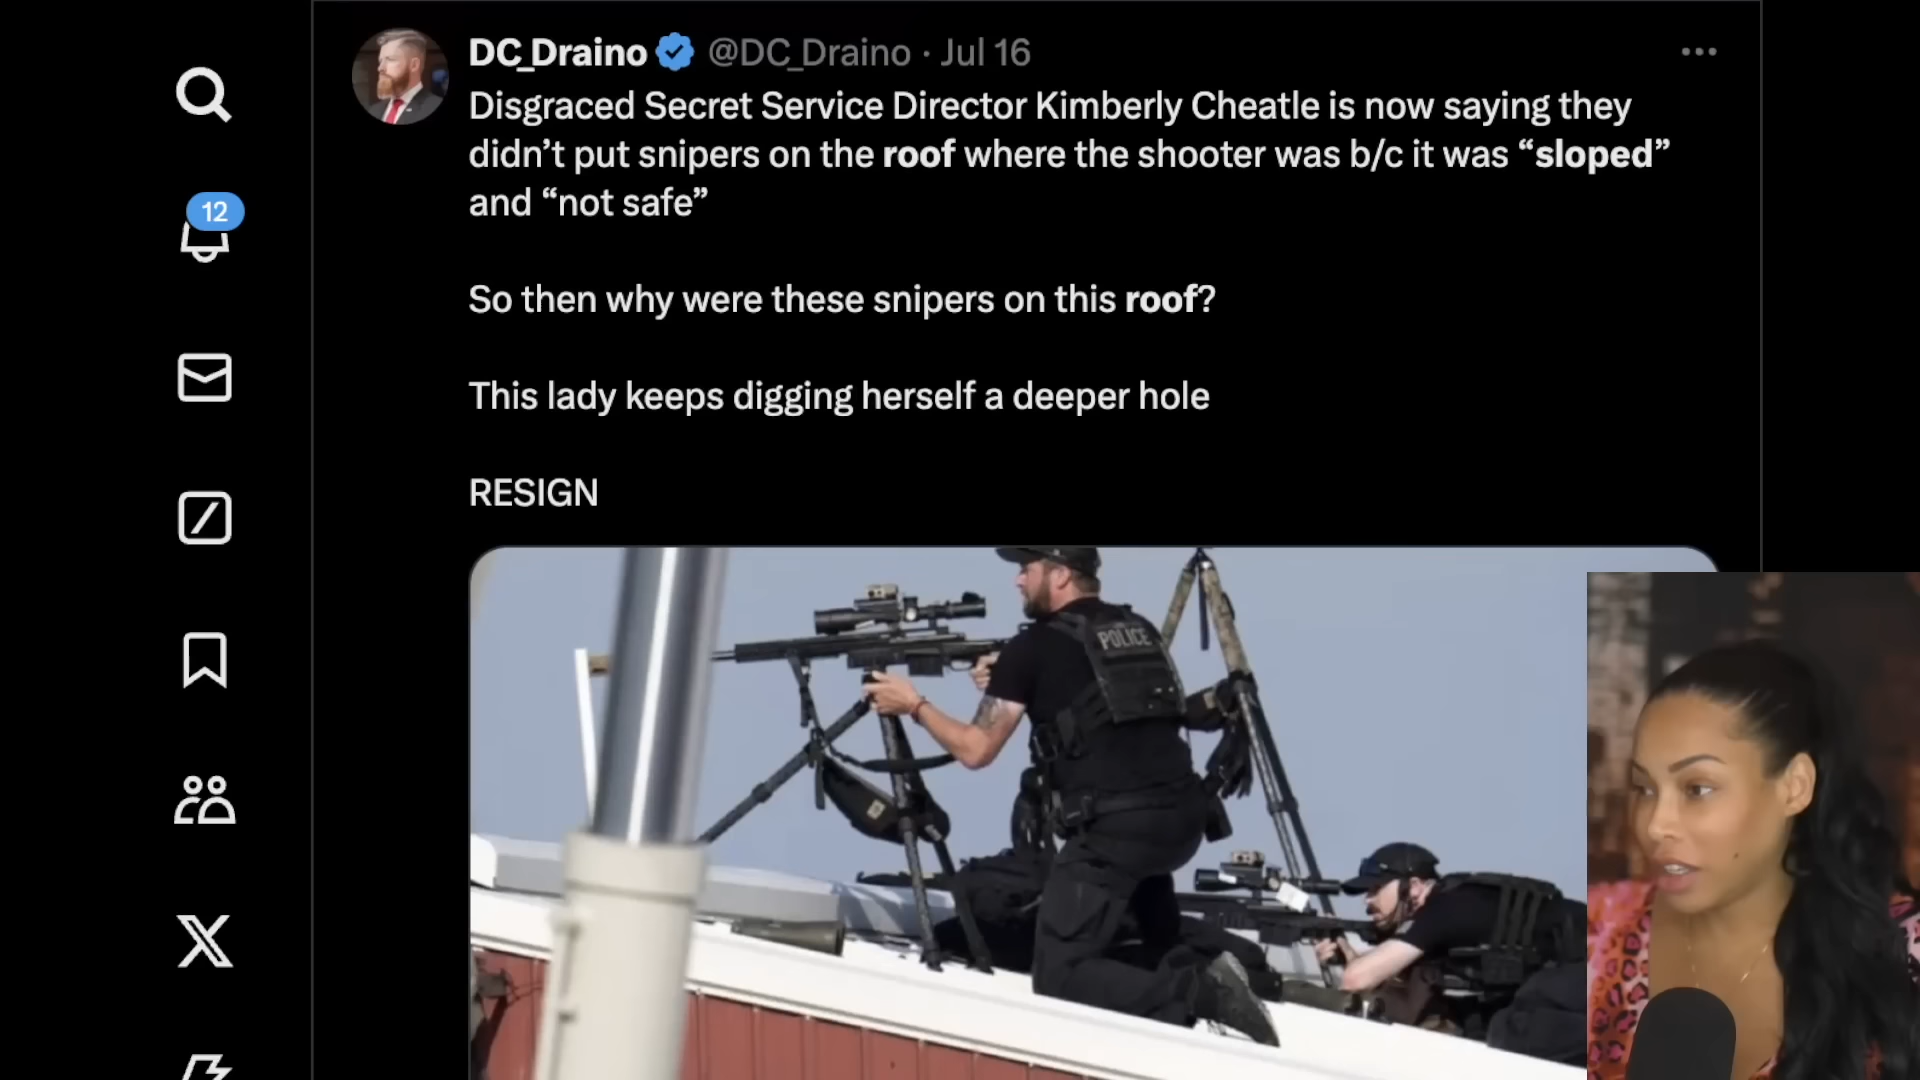 DC_Draino @DC_Draino · Jul 16
Disgraced Secret Service Director Kimberly Cheatle is now saying they
didn’t put snipers on the roof where the shooter was b/c it was “sloped”
and “not safe”
12
So then why were these snipers on this roof?
This lady keeps digging herself a deeper hole
RESIGN
POLICE